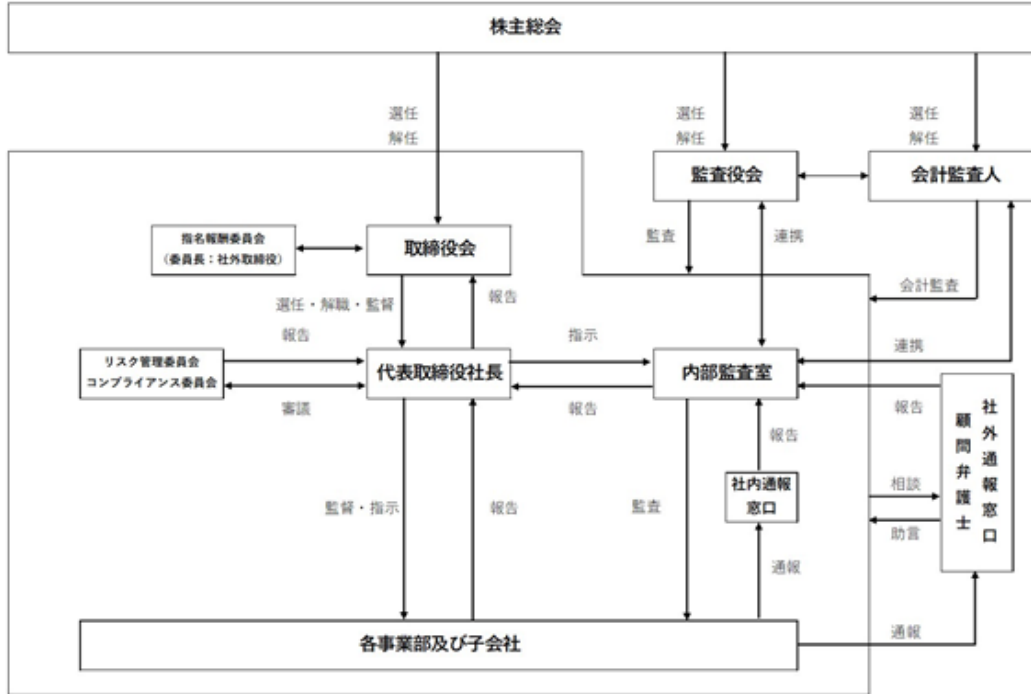 株主総会
選任
解任
選任
解任
選任
解任
監査役会
会計監査人
指名報酬委員会
（委員長：社外取締役）
取締役会
監査
連携
選任・解職・監督
報告
会計監査
報告
指示
連携
リスク管理委員会
コンプライアンス委員会
代表取締役社長
内部監査室
審議
報告
報告
報告
社内通報
窓口
社外通報窓口
顧問弁護士
監督・指示
報告
監査
相談
助言
通報
通報
各事業部及び子会社